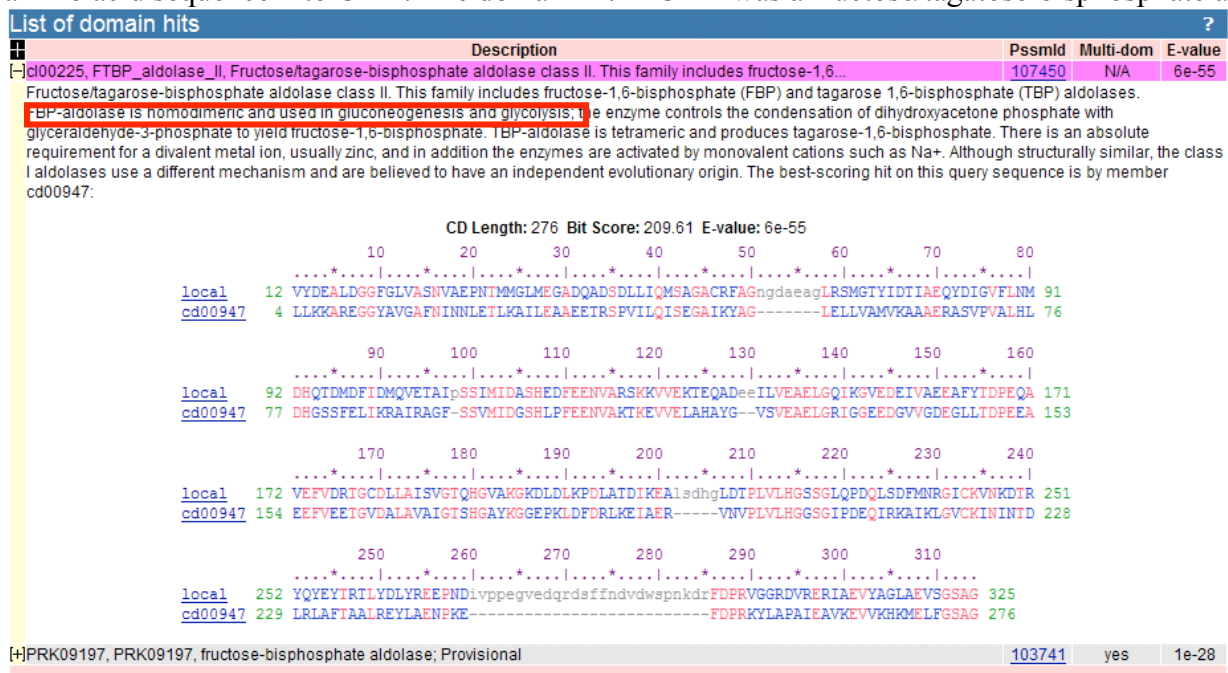 List of domain hits ?
Description PssmId Multi-dom E-value
[-]cl00225, FTBP_aldolase_II, Fructose/tagarose-bisphosphate aldolase class II. This family includes fructose-1,6... 107450 N/A 6e-55
Fructose/tagarose-bisphosphate aldolase class II. This family includes fructose-1,6-bisphosphate (FBP) and tagarose 1,6-bisphosphate (TBP) aldolases.
FBP-aldolase is homodimeric and used in gluconeogenesis and glycolysis; the enzyme controls the condensation of dihydroxyacetone phosphate with
glyceraldehyde-3-phosphate to yield fructose-1,6-bisphosphate. TBP-aldolase is tetrameric and produces tagarose-1,6-bisphosphate. There is an absolute
requirement for a divalent metal ion, usually zinc, and in addition the enzymes are activated by monovalent cations such as Na+. Although structurally similar, the class
I aldolases use a different mechanism and are believed to have an independent evolutionary origin. The best-scoring hit on this query sequence is by member
cd00947:
CD Length: 276 Bit Score: 209.61 E-value: 6e-55
10 20 30 40 50 60 70 80
....*....|....*....|....*....|....*....|....*....|....*....|....*....|....*....|
local 12 VYDEALDGGFGLVASNVAEPNTMMGLMEGADQADSDLLIQMSAGACRFAGngdaeagLRSMGTYIDTIAEQYDIGVFLNM 91
cd00947 4 LLKKAREGGYAVGAFNINNLETLKAILEAAEETRSPVILQISEGAIKYAG-------LELLVAMVKAAAERASVPVALHL 76
90 100 110 120 130 140 150 160
....*....|....*....|....*....|....*....|....*....|....*....|....*....|....*....|
local 92 DHQTDMDFIDMQVETAIpSSIMIDASHEDFEENVARSKKVVEKTEQADeeILVEAELGQIKGVEDEIVAEEAFYTDPEQA 171
cd00947 77 DHGSSFELIKRAIRAGF-SSVMIDGSHLPFEENVAKTKEVVELAHAYG--VSVEAELGRIGGEEDGVVGDEGLLTDPEEA 153
170 180 190 200 210 220 230 240
....*....|....*....|....*....|....*....|....*....|....*....|....*....|....*....|
local 172 VEFVDRTGCDLLAISVGTQHGVAKGKDLDLKPDLATDIKEAlsdhgLDTPLVLHGSSGLQPDQLSDFMNRGICKVNKDTR 251
cd00947 154 EEFVEETGVDALAVAIGTSHGAYKGGEPKLDFDRLKEIAER-----VNVPLVLHGGSGIPDEQIRKAIKLGVCKININTD 228
250 260 270 280 290 300 310
....*....|....*....|....*....|....*....|....*....|....*....|....*....|....
local 252 YQYEYTRTLYDLYREEPNDivppegvedqrdsffndvdwspnkdrFDPRVGGRDVRERIAEVYAGLAEVSGSAG 325
cd00947 229 LRLAFTAALREYLAENPKE--------------------------FDPRKYLAPAIEAVKEVVKHKMELFGSAG 276
[+]PRK09197, PRK09197, fructose-bisphosphate aldolase; Provisional 103741 yes 1e-28